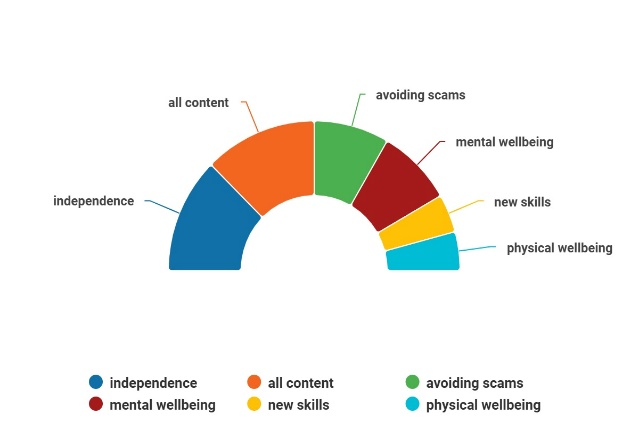 avoiding scams
all content
mental wellbeing
independence
new skills
physical wellbeing
independence
all content
avoiding scams
mental wellbeing
new skills
physical wellbeing